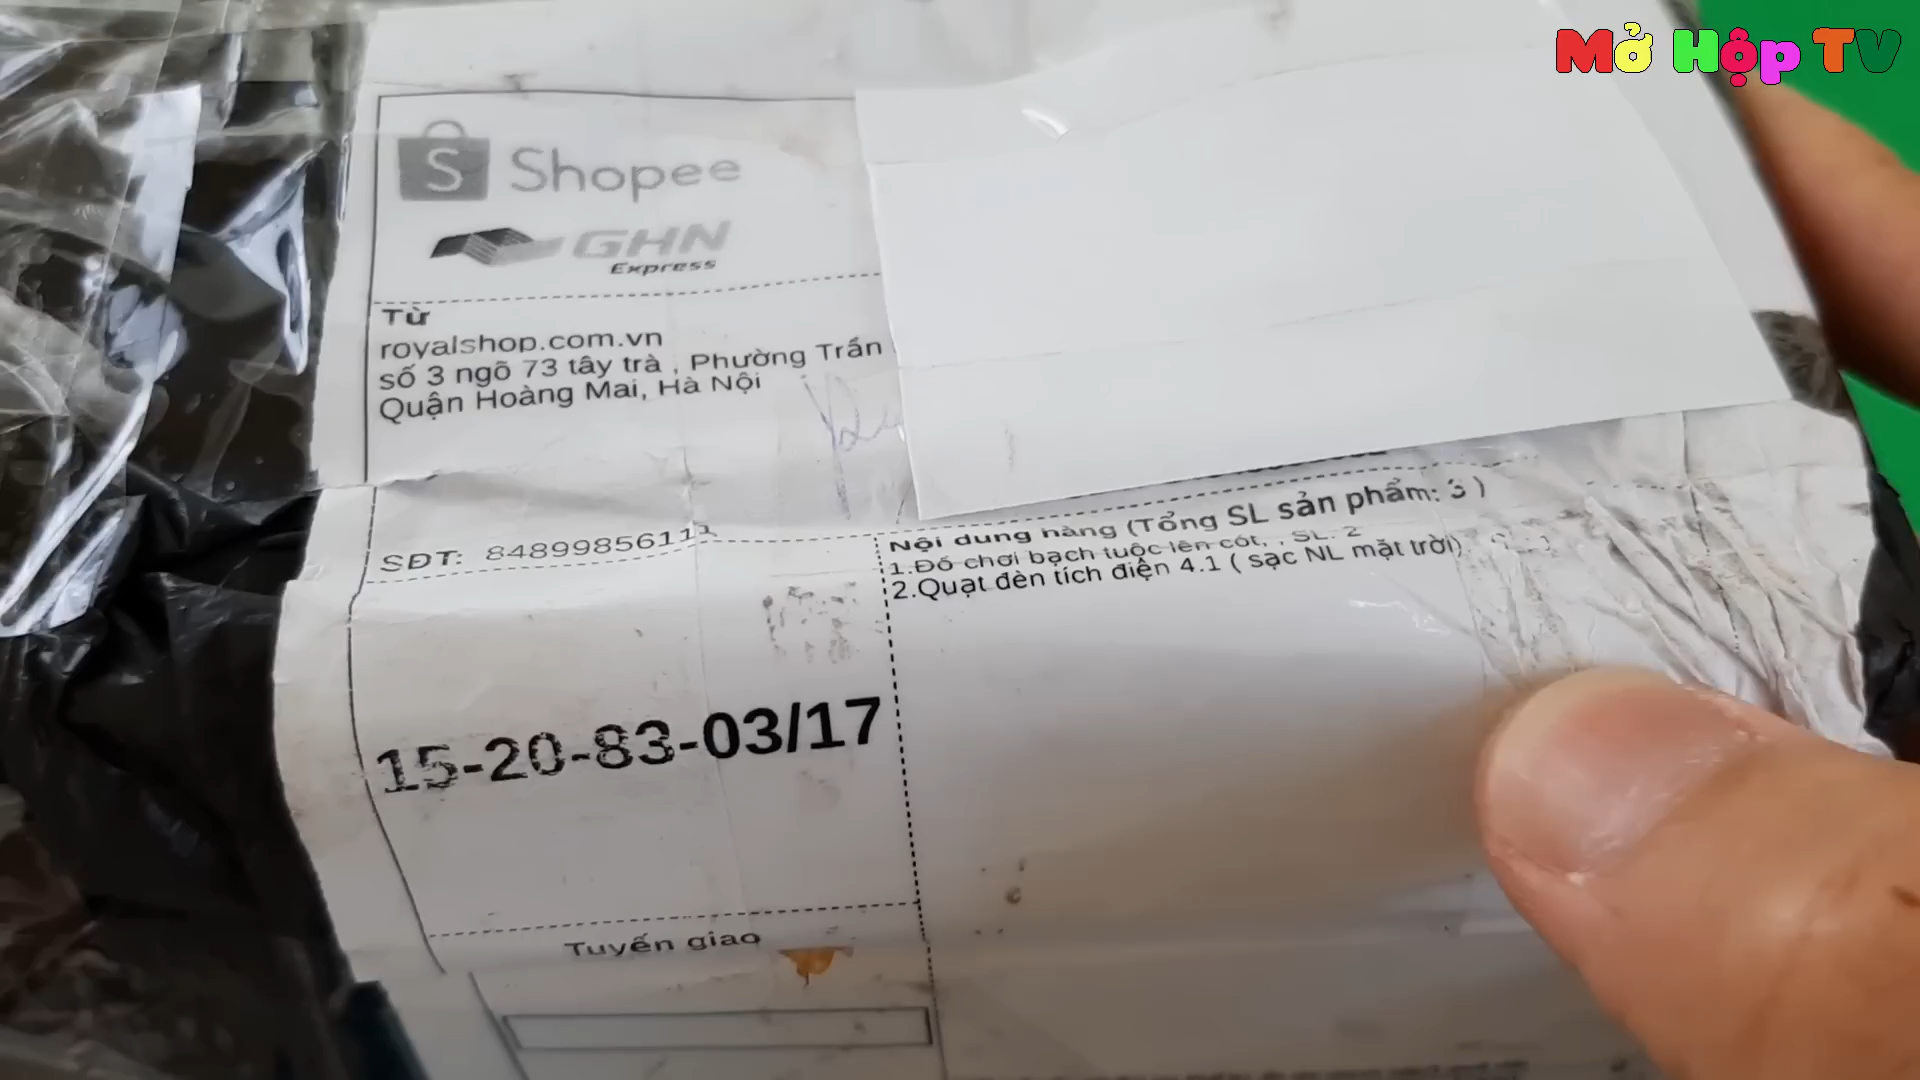 Mở Hộp TV
Shopee
GHN
Express
Từ
royalshop.com.vn
số 3 ngõ 73 tây trà , Phường Trần
Quận Hoàng Mai, Hà Nội
SĐT: 84899856111
Nội dung hàng (Tổng SL sản phẩm: 3 )
1.Đồ chơi bạch tuộc lên cót, , SL: 2
2.Quạt đèn tích điện 4.1 ( sạc NL mặt trời)
15-20-83-03/17
Tuyến giao